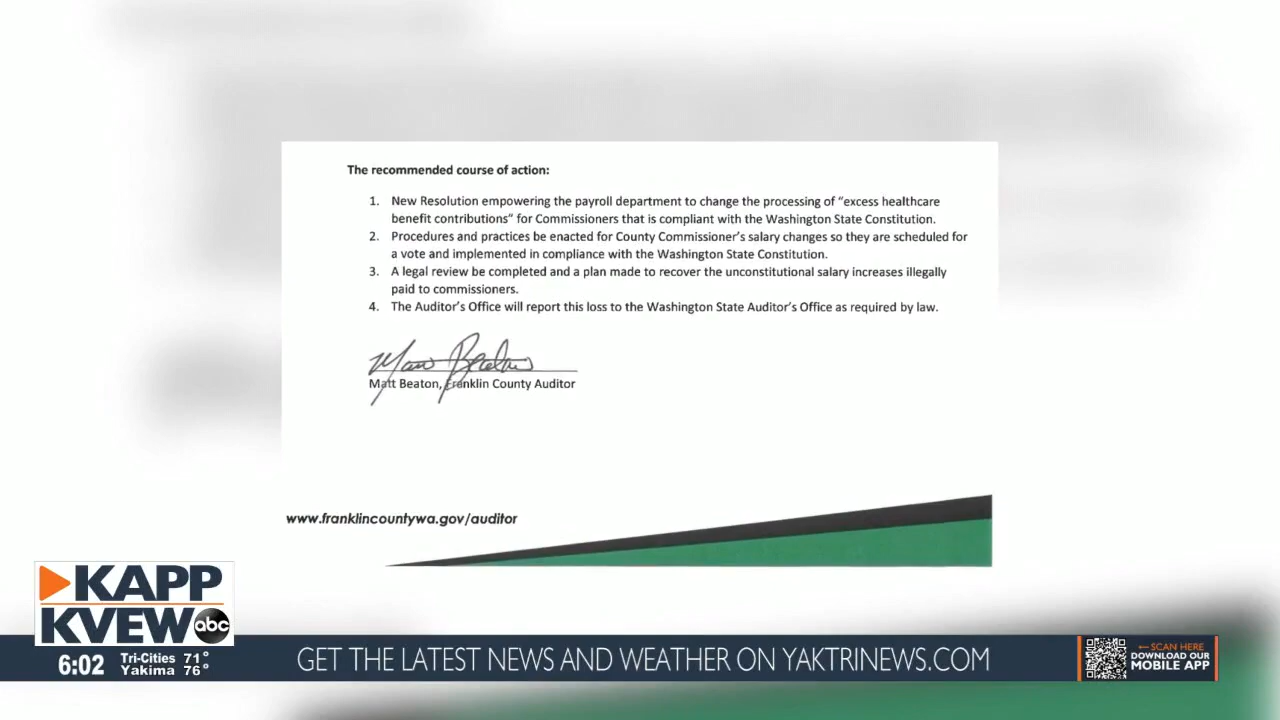 The recommended course of action:
1. New Resolution empowering the payroll department to change the processing of “excess healthcare
benefit contributions” for Commissioners that is compliant with the Washington State Constitution.
2. Procedures and practices be enacted for County Commissioner’s salary changes so they are scheduled for
a vote and implemented in compliance with the Washington State Constitution.
3. A legal review be completed and a plan made to recover the unconstitutional salary increases illegally
paid to commissioners.
4. The Auditor’s Office will report this loss to the Washington State Auditor’s Office as required by law.
Matt Beaton
Matt Beaton, Franklin County Auditor
www.franklincountywa.gov/auditor
KAPP
KVEW abc
6:02
Tri-Cities 71°
Yakima 76°
GET THE LATEST NEWS AND WEATHER ON YAKTRINEWS.COM
SCAN HERE
DOWNLOAD OUR
MOBILE APP